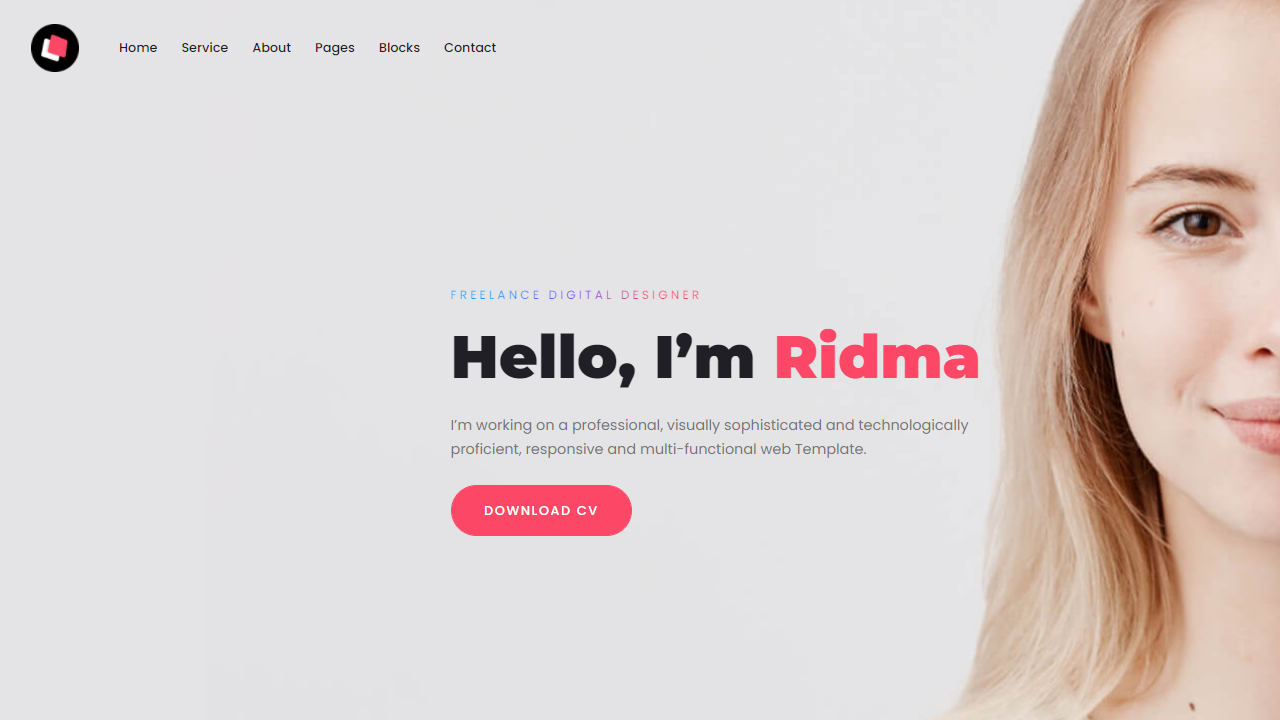 Home Service About Pages Blocks Contact
FREELANCE DIGITAL DESIGNER
Hello, I’m Ridma
I’m working on a professional, visually sophisticated and technologically
proficient, responsive and multi-functional web Template.
DOWNLOAD CV